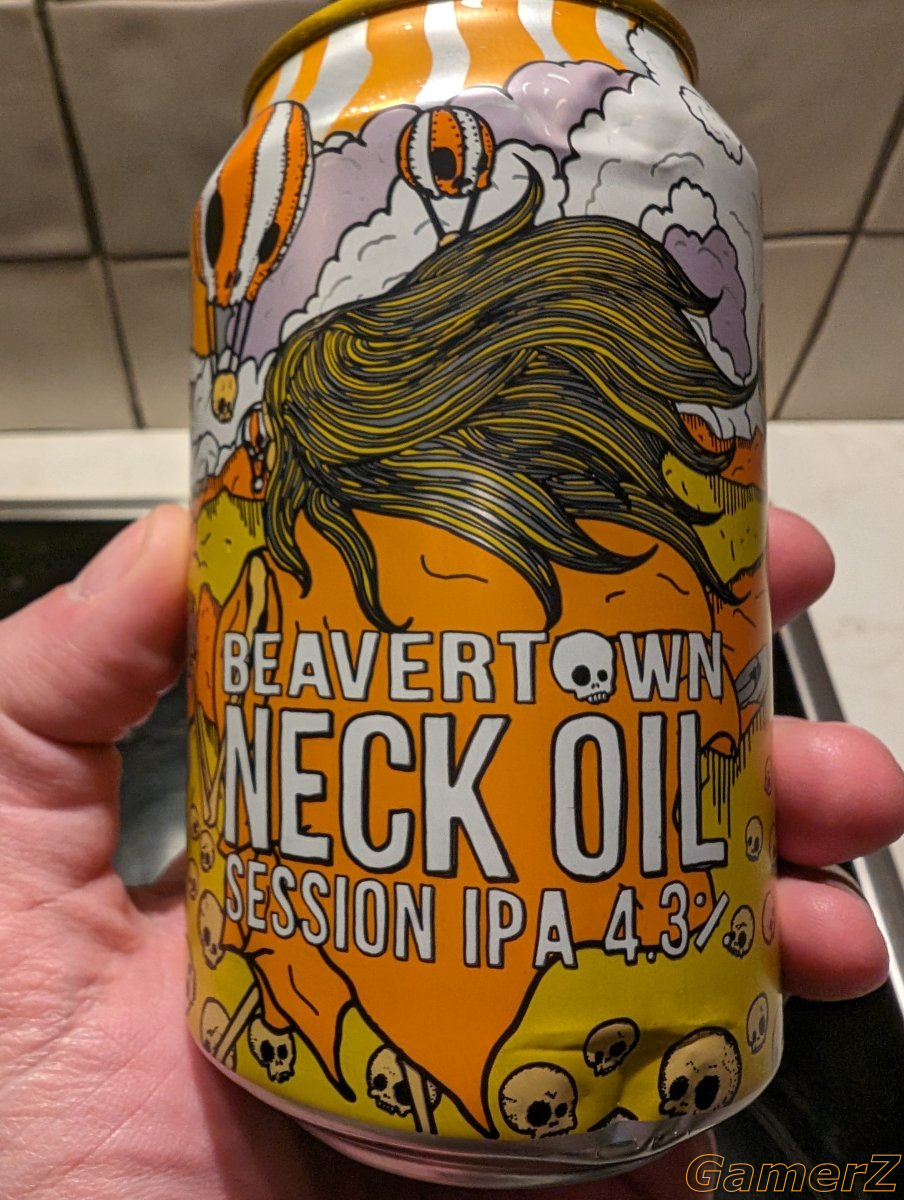 BEAVERTOWN
NECK OIL
SESSION IPA 4.3%
GamerZ